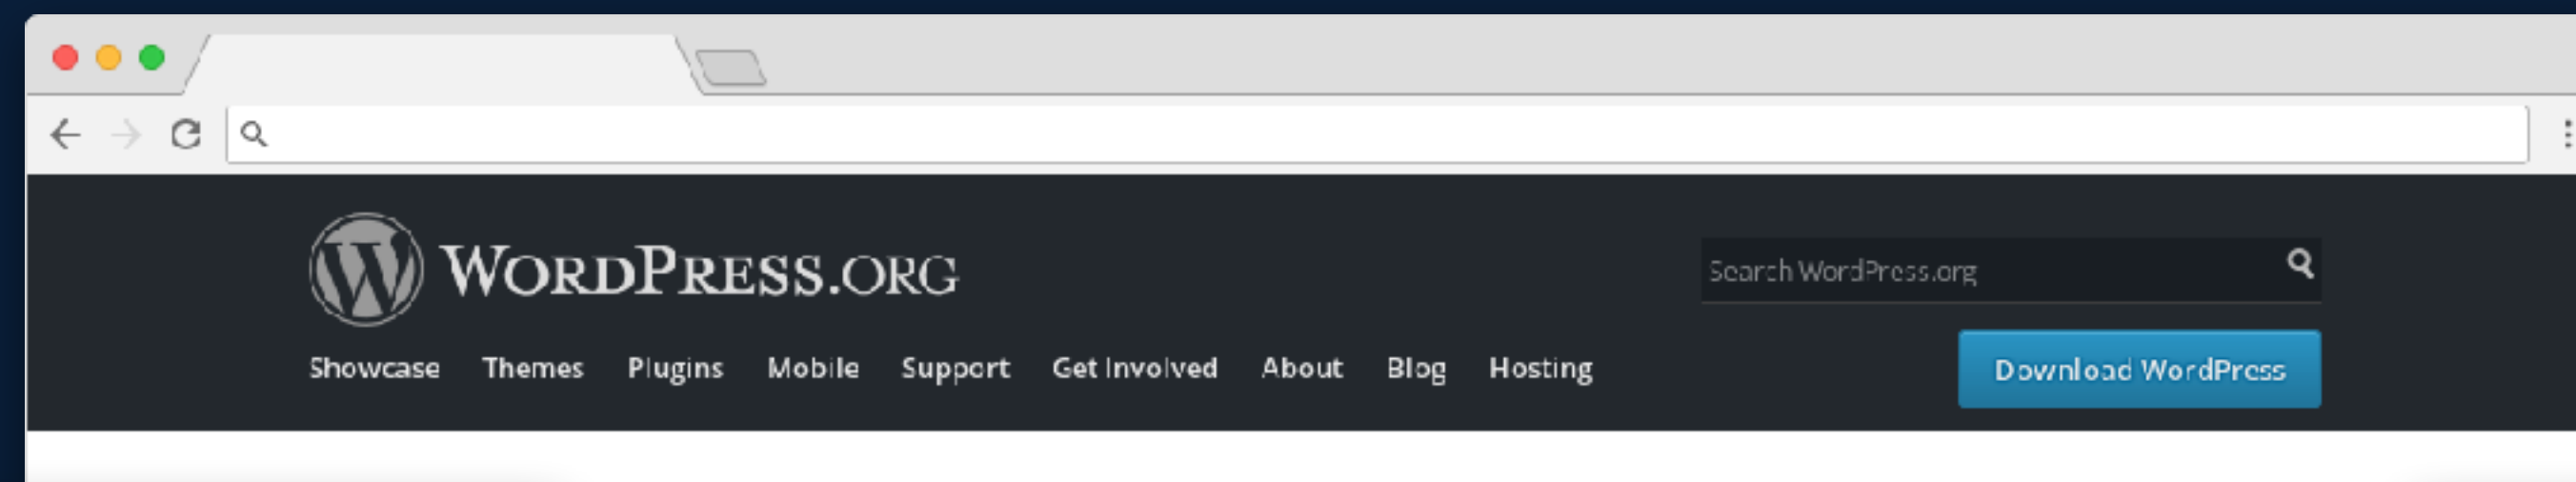 WORDPRESS.ORG
Search WordPress.org
Showcase Themes Plugins Mobile Support Get Involved About Blog Hosting
Download WordPress